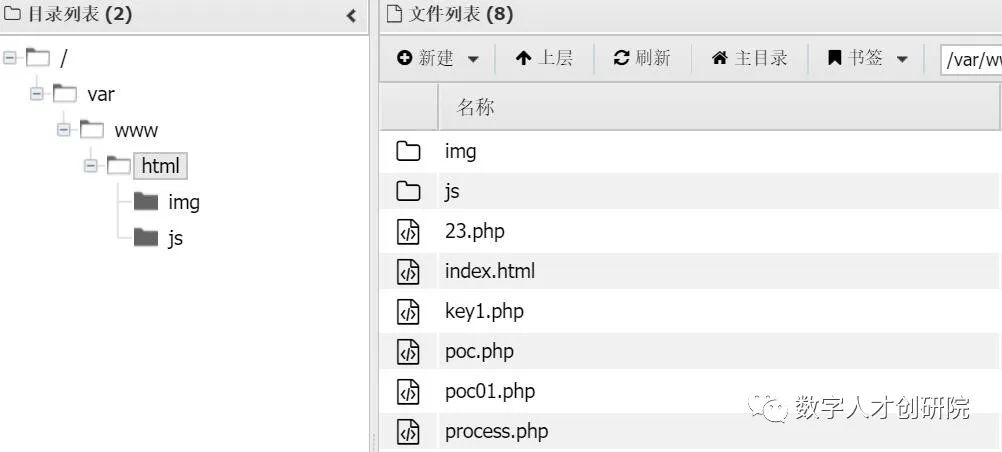 目录列表 (2)
/
var
www
html
img
js
文件列表 (8)
新建
上层
刷新
主目录
书签
/var/w
名称
img
js
23.php
index.html
key1.php
poc.php
poc01.php
process.php
数字人才创研院